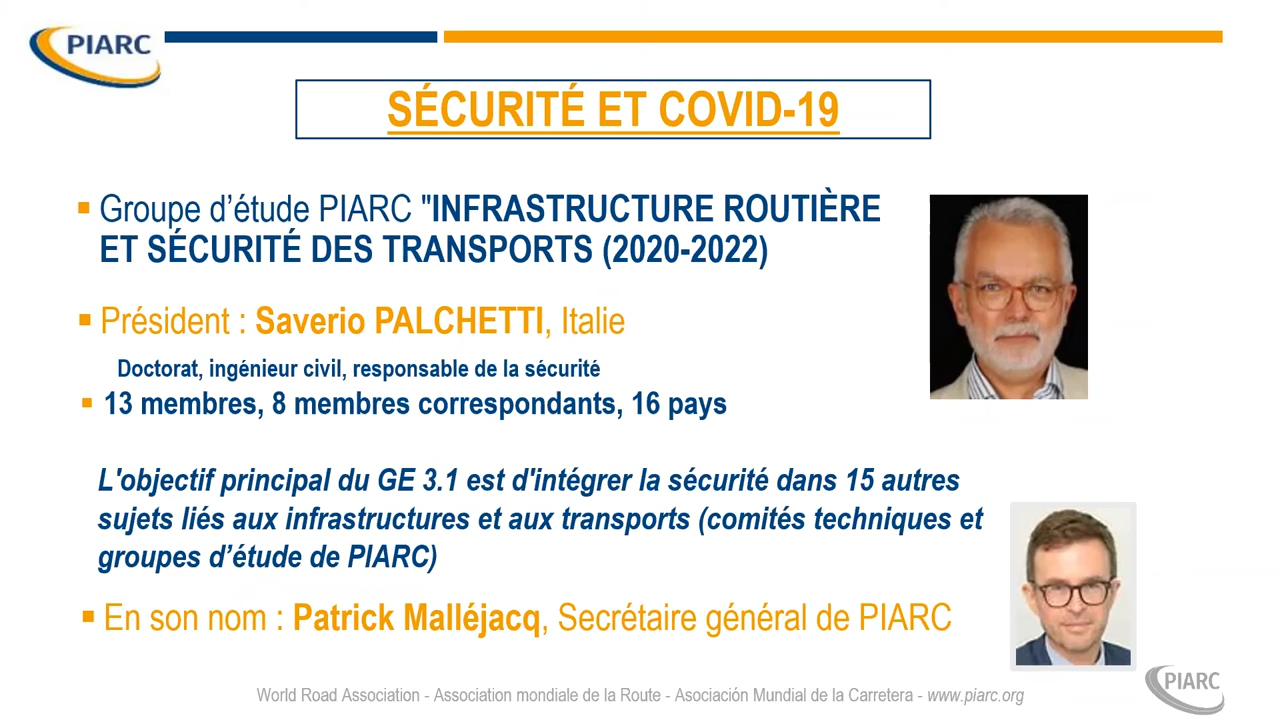 PIARC
SÉCURITÉ ET COVID-19
Groupe d’étude PIARC "INFRASTRUCTURE ROUTIÈRE
ET SÉCURITÉ DES TRANSPORTS (2020-2022)
Président : Saverio PALCHETTI, Italie
Doctorat, ingénieur civil, responsable de la sécurité
13 membres, 8 membres correspondants, 16 pays
L'objectif principal du GE 3.1 est d'intégrer la sécurité dans 15 autres
sujets liés aux infrastructures et aux transports (comités techniques et
groupes d’étude de PIARC)
En son nom : Patrick Malléjacq, Secrétaire général de PIARC
World Road Association - Association mondiale de la Route - Asociación Mundial de la Carretera - www.piarc.org
PIARC